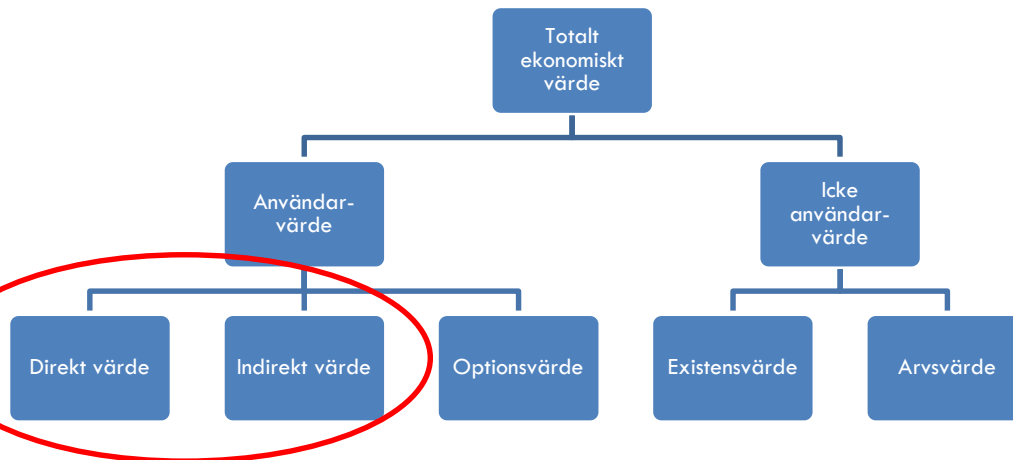 Totalt
ekonomiskt
värde
Användar-
värde
Icke
användar-
värde
Direkt värde
Indirekt värde
Optionsvärde
Existensvärde
Arvsvärde